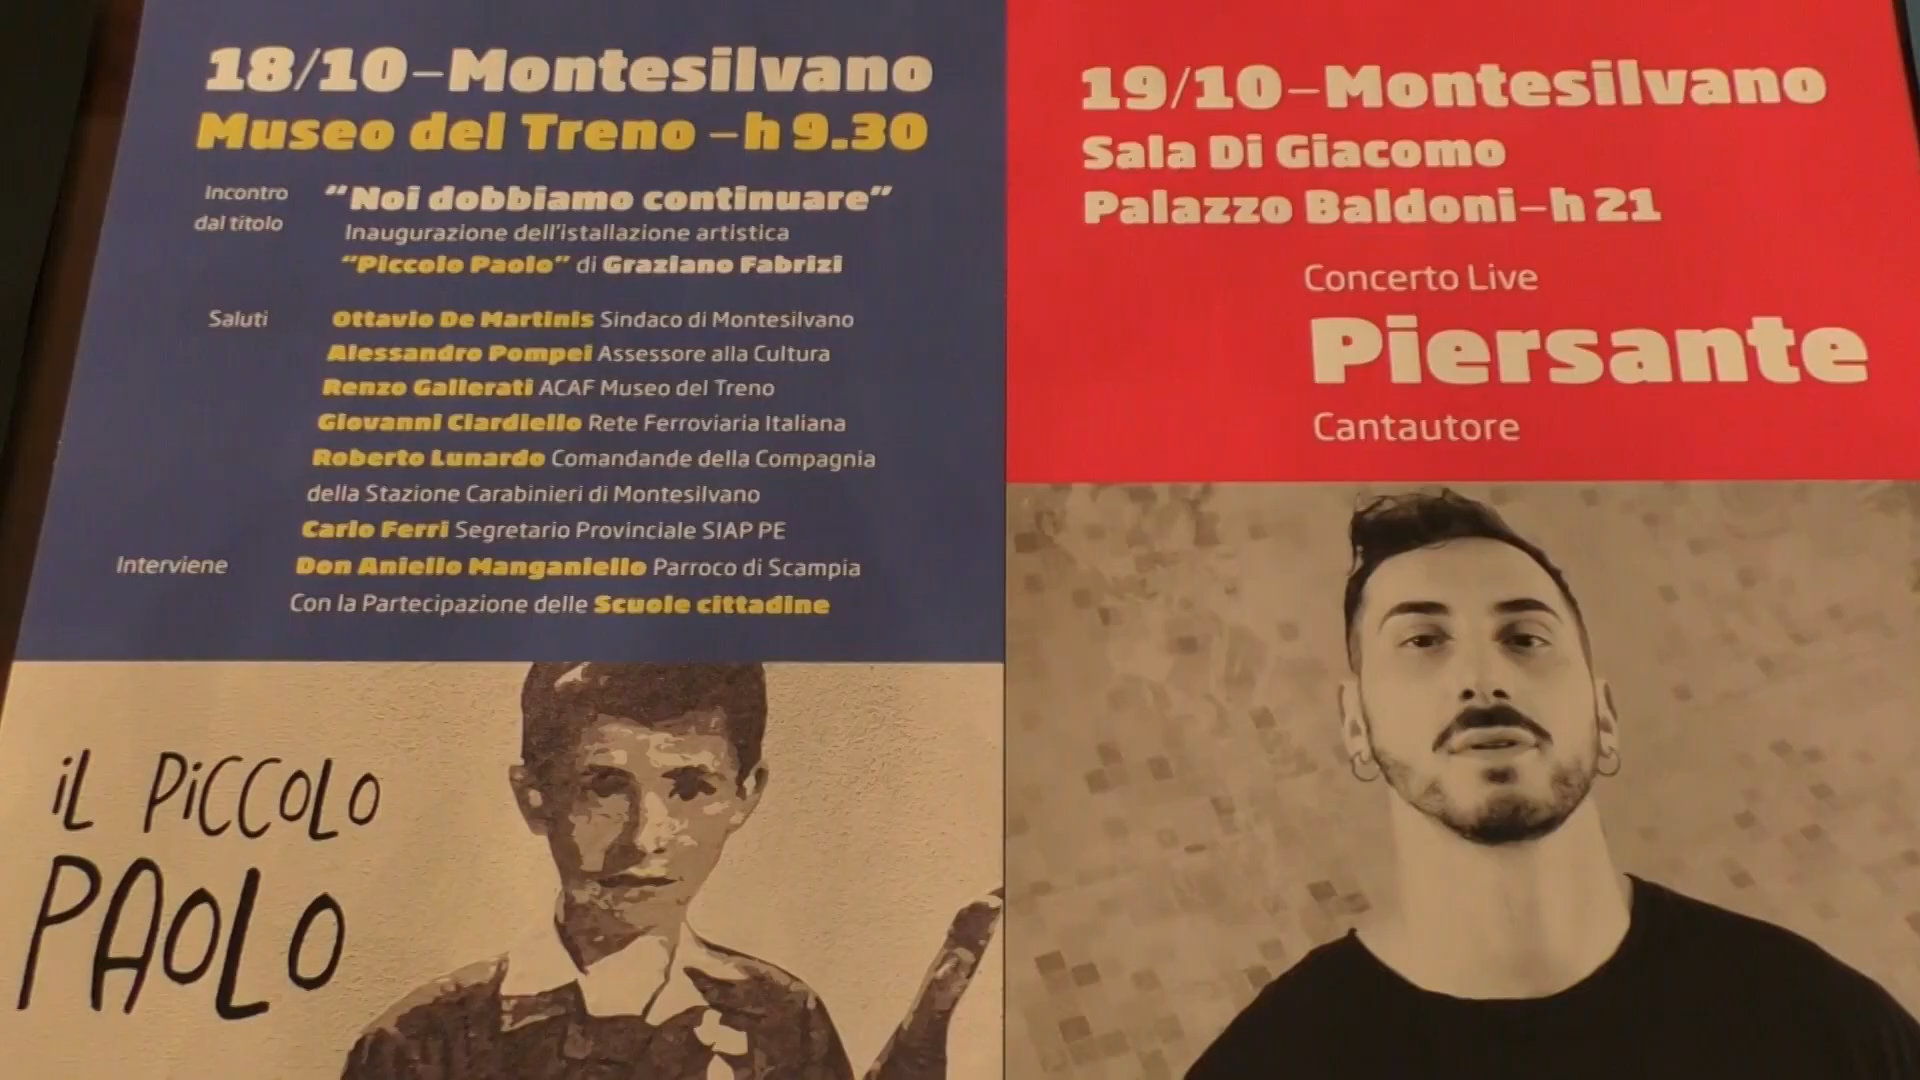 18/10–Montesilvano
Museo del Treno –h 9.30
Incontro
dal titolo
“Noi dobbiamo continuare”
Inaugurazione dell'istallazione artistica
“Piccolo Paolo” di Graziano Fabrizi
Saluti
Ottavio De Martinis Sindaco di Montesilvano
Alessandro Pompei Assessore alla Cultura
Renzo Gallerati ACAF Museo del Treno
Giovanni Ciardiello Rete Ferroviaria Italiana
Roberto Lunardo Comandande della Compagnia
della Stazione Carabinieri di Montesilvano
Carlo Ferri Segretario Provinciale SIAP PE
Interviene Don Aniello Manganiello Parroco di Scampia
Con la Partecipazione delle Scuole cittadine
iL PiCCOLO
PAOLO
19/10–Montesilvano
Sala Di Giacomo
Palazzo Baldoni–h 21
Concerto Live
Piersante
Cantautore